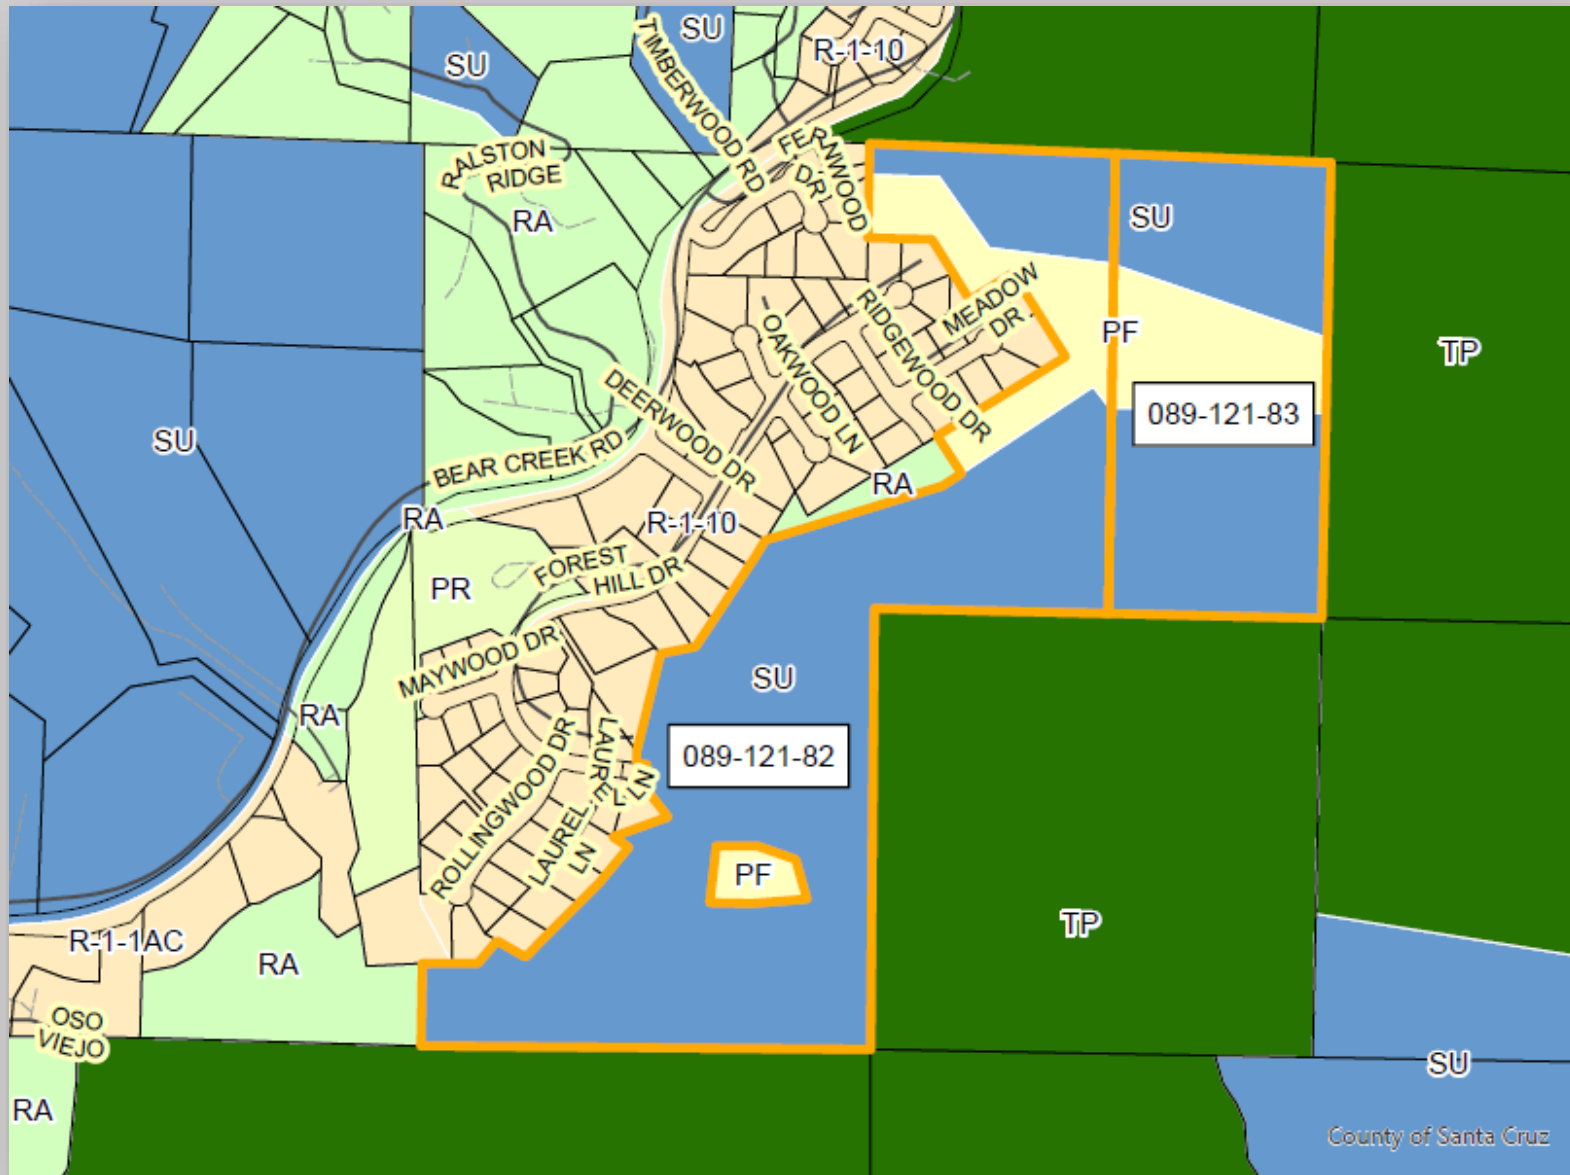 SU
R-1-10
SU
TIMBERWOOD RD
FERNWOOD
DR
RALSTON
RIDGE
RA
SU
MEADOW
DR
RIDGEWOOD DR
OAKWOOD LN
PF
TP
DEERWOOD DR
089-121-83
SU
BEAR CREEK RD
RA
RA
R-1-10
FOREST
HILL DR
PR
MAYWOOD DR
SU
RA
LAUREL
LN
ROLLINGWOOD DR
089-121-82
LAUREL
LN
PF
TP
R-1-1AC
RA
OSO
VIEJO
SU
RA
County of Santa Cruz